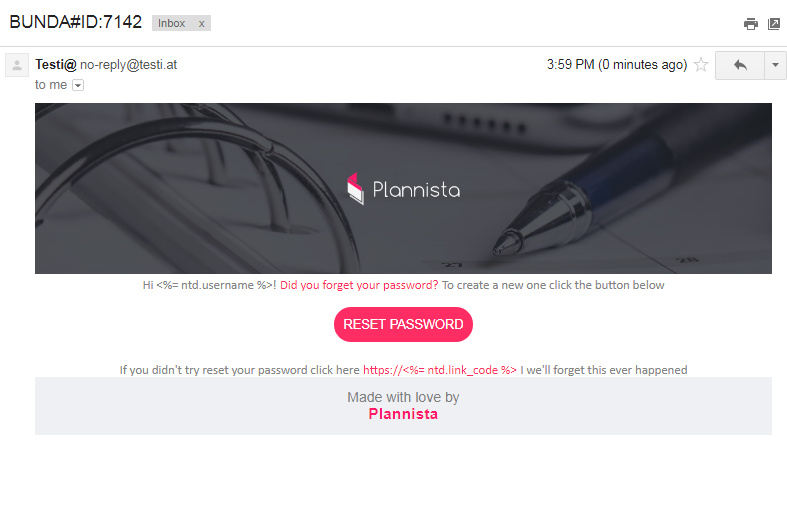 BUNDA#ID:7142 Inbox x
Testi@ no-reply@testi.at 3:59 PM (0 minutes ago)
to me
Plannista
27 28
Hi <%= ntd.username %>! Did you forget your password? To create a new one click the button below
RESET PASSWORD
If you didn't try reset your password click here https://<%= ntd.link_code %> I we'll forget this ever happened
Made with love by
Plannista